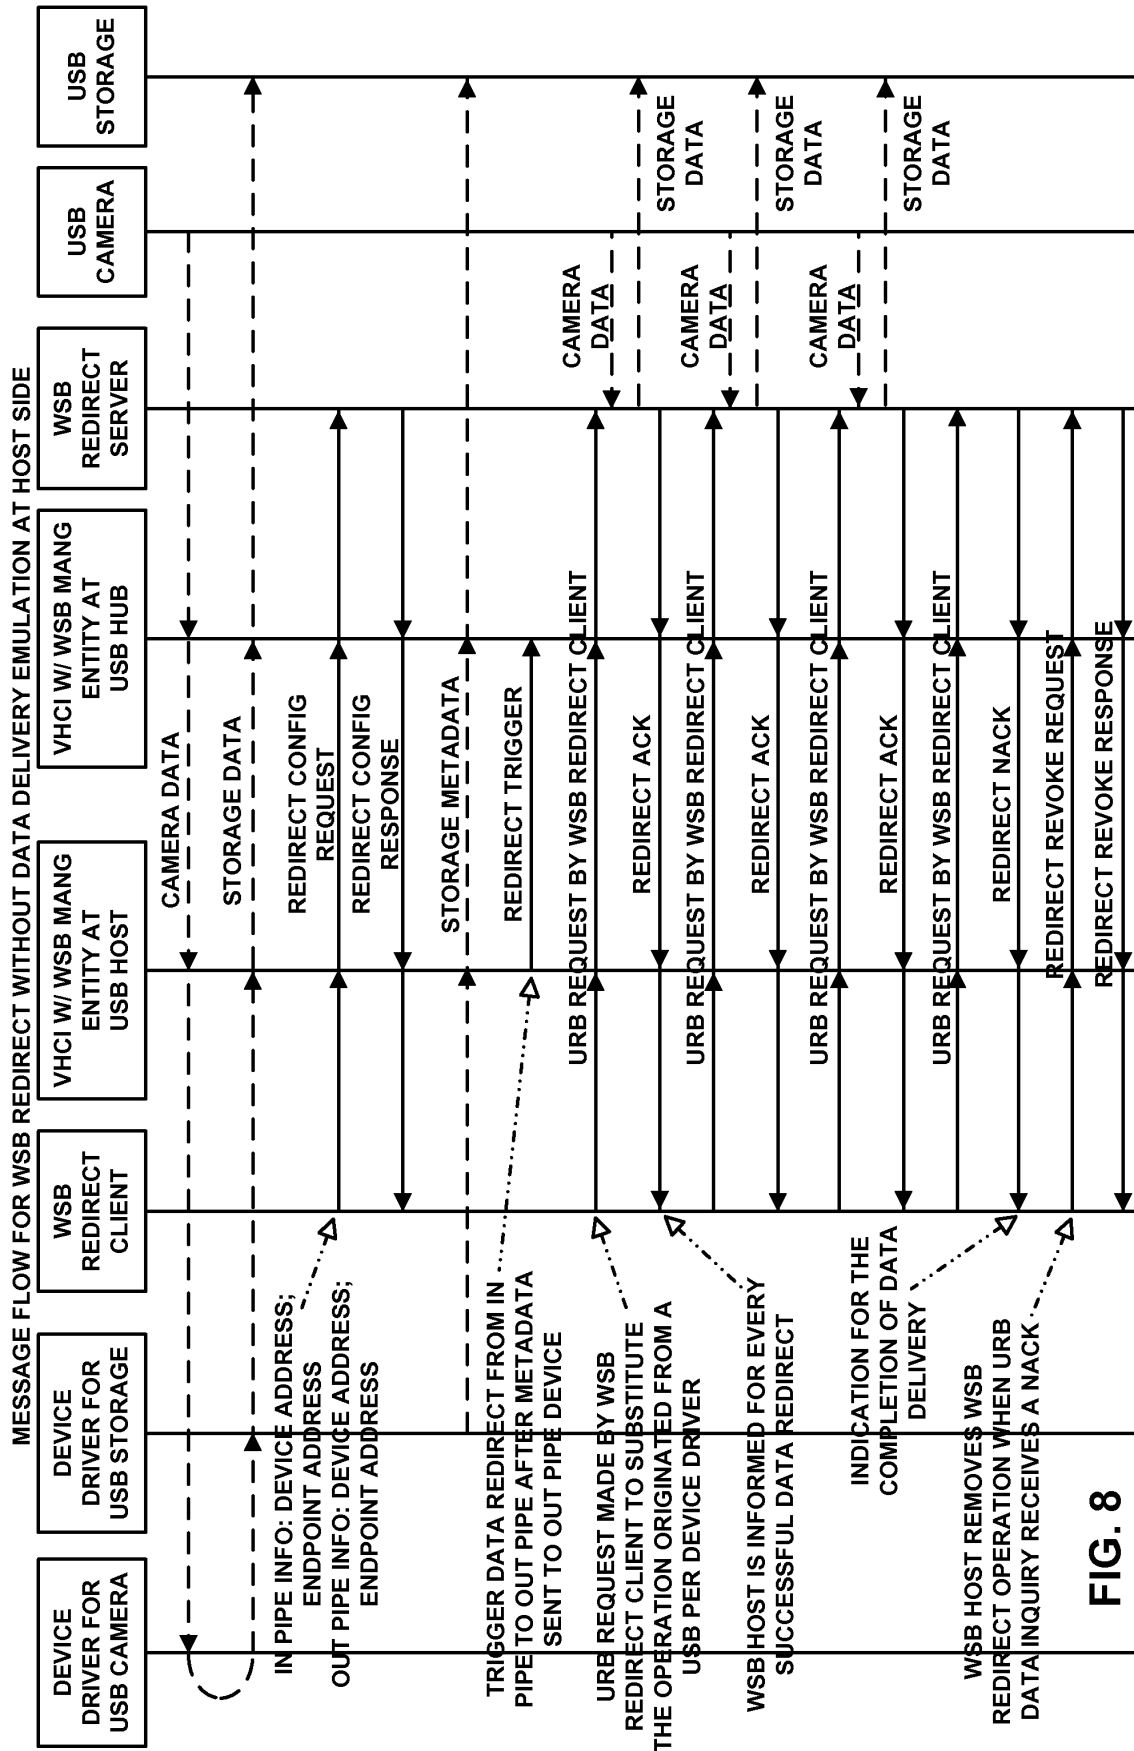 MESSAGE FLOW FOR WSB REDIRECT WITHOUT DATA DELIVERY EMULATION AT HOST SIDE
DEVICE
DRIVER FOR
USB CAMERA
DEVICE
DRIVER FOR
USB STORAGE
WSB
REDIRECT
CLIENT
VHCI W/ WSB MANG
ENTITY AT
USB HOST
VHCI W/ WSB MANG
ENTITY AT
USB HUB
WSB
REDIRECT
SERVER
USB
CAMERA
USB
STORAGE
CAMERA DATA
STORAGE DATA
IN PIPE INFO: DEVICE ADDRESS;
ENDPOINT ADDRESS
OUT PIPE INFO: DEVICE ADDRESS;
ENDPOINT ADDRESS
REDIRECT CONFIG
REQUEST
REDIRECT CONFIG
RESPONSE
STORAGE METADATA
TRIGGER DATA REDIRECT FROM IN
PIPE TO OUT PIPE AFTER METADATA
SENT TO OUT PIPE DEVICE
REDIRECT TRIGGER
URB REQUEST MADE BY WSB
REDIRECT CLIENT TO SUBSTITUTE
THE OPERATION ORIGINATED FROM A
USB PER DEVICE DRIVER
URB REQUEST BY WSB REDIRECT CLIENT
CAMERA
DATA
STORAGE
DATA
REDIRECT ACK
URB REQUEST BY WSB REDIRECT CLIENT
CAMERA
DATA
STORAGE
DATA
WSB HOST IS INFORMED FOR EVERY
SUCCESSFUL DATA REDIRECT
REDIRECT ACK
URB REQUEST BY WSB REDIRECT CLIENT
CAMERA
DATA
STORAGE
DATA
INDICATION FOR THE
COMPLETION OF DATA
DELIVERY
REDIRECT ACK
URB REQUEST BY WSB REDIRECT CLIENT
WSB HOST REMOVES WSB
REDIRECT OPERATION WHEN URB
DATA INQUIRY RECEIVES A NACK
REDIRECT NACK
REDIRECT REVOKE REQUEST
REDIRECT REVOKE RESPONSE
FIG. 8